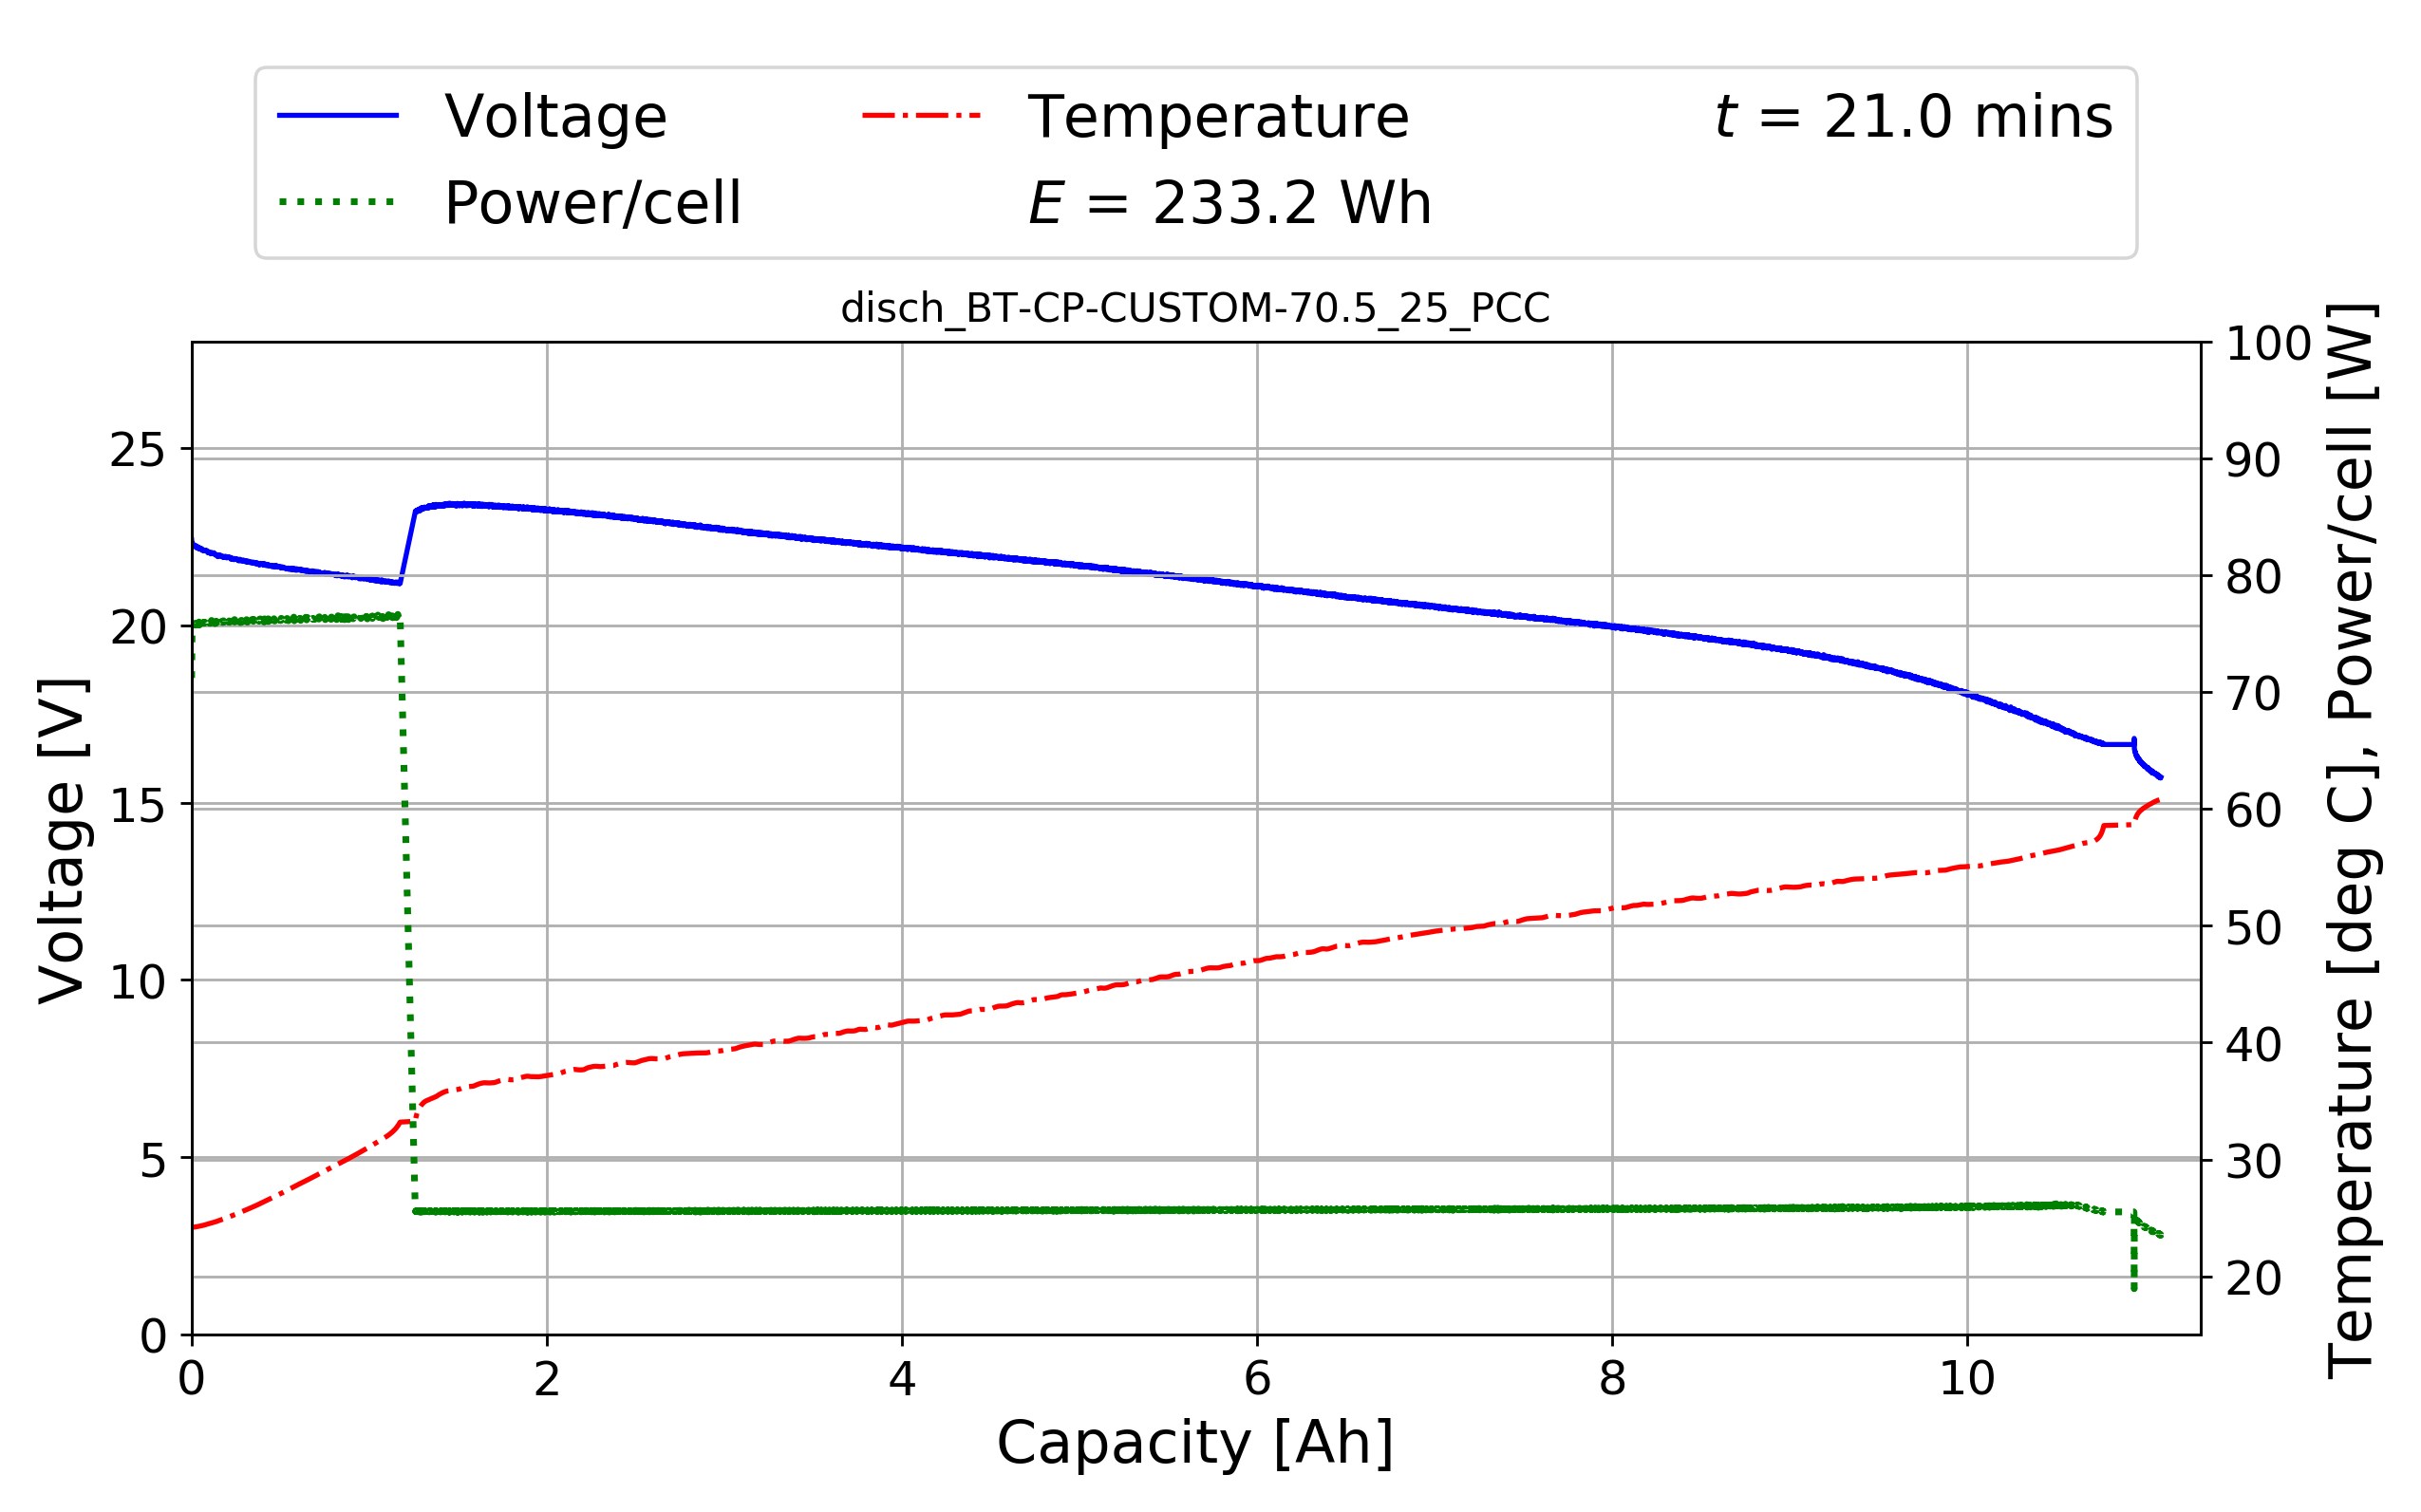 Voltage
Power/cell
Temperature
E = 233.2 Wh
t = 21.0 mins
disch_BT-CP-CUSTOM-70.5_25_PCC
Voltage [V]
25
20
15
10
5
0
0 2 4 6 8 10
Capacity [Ah]
100
90
80
70
60
50
40
30
20
Temperature [deg C], Power/cell [W]